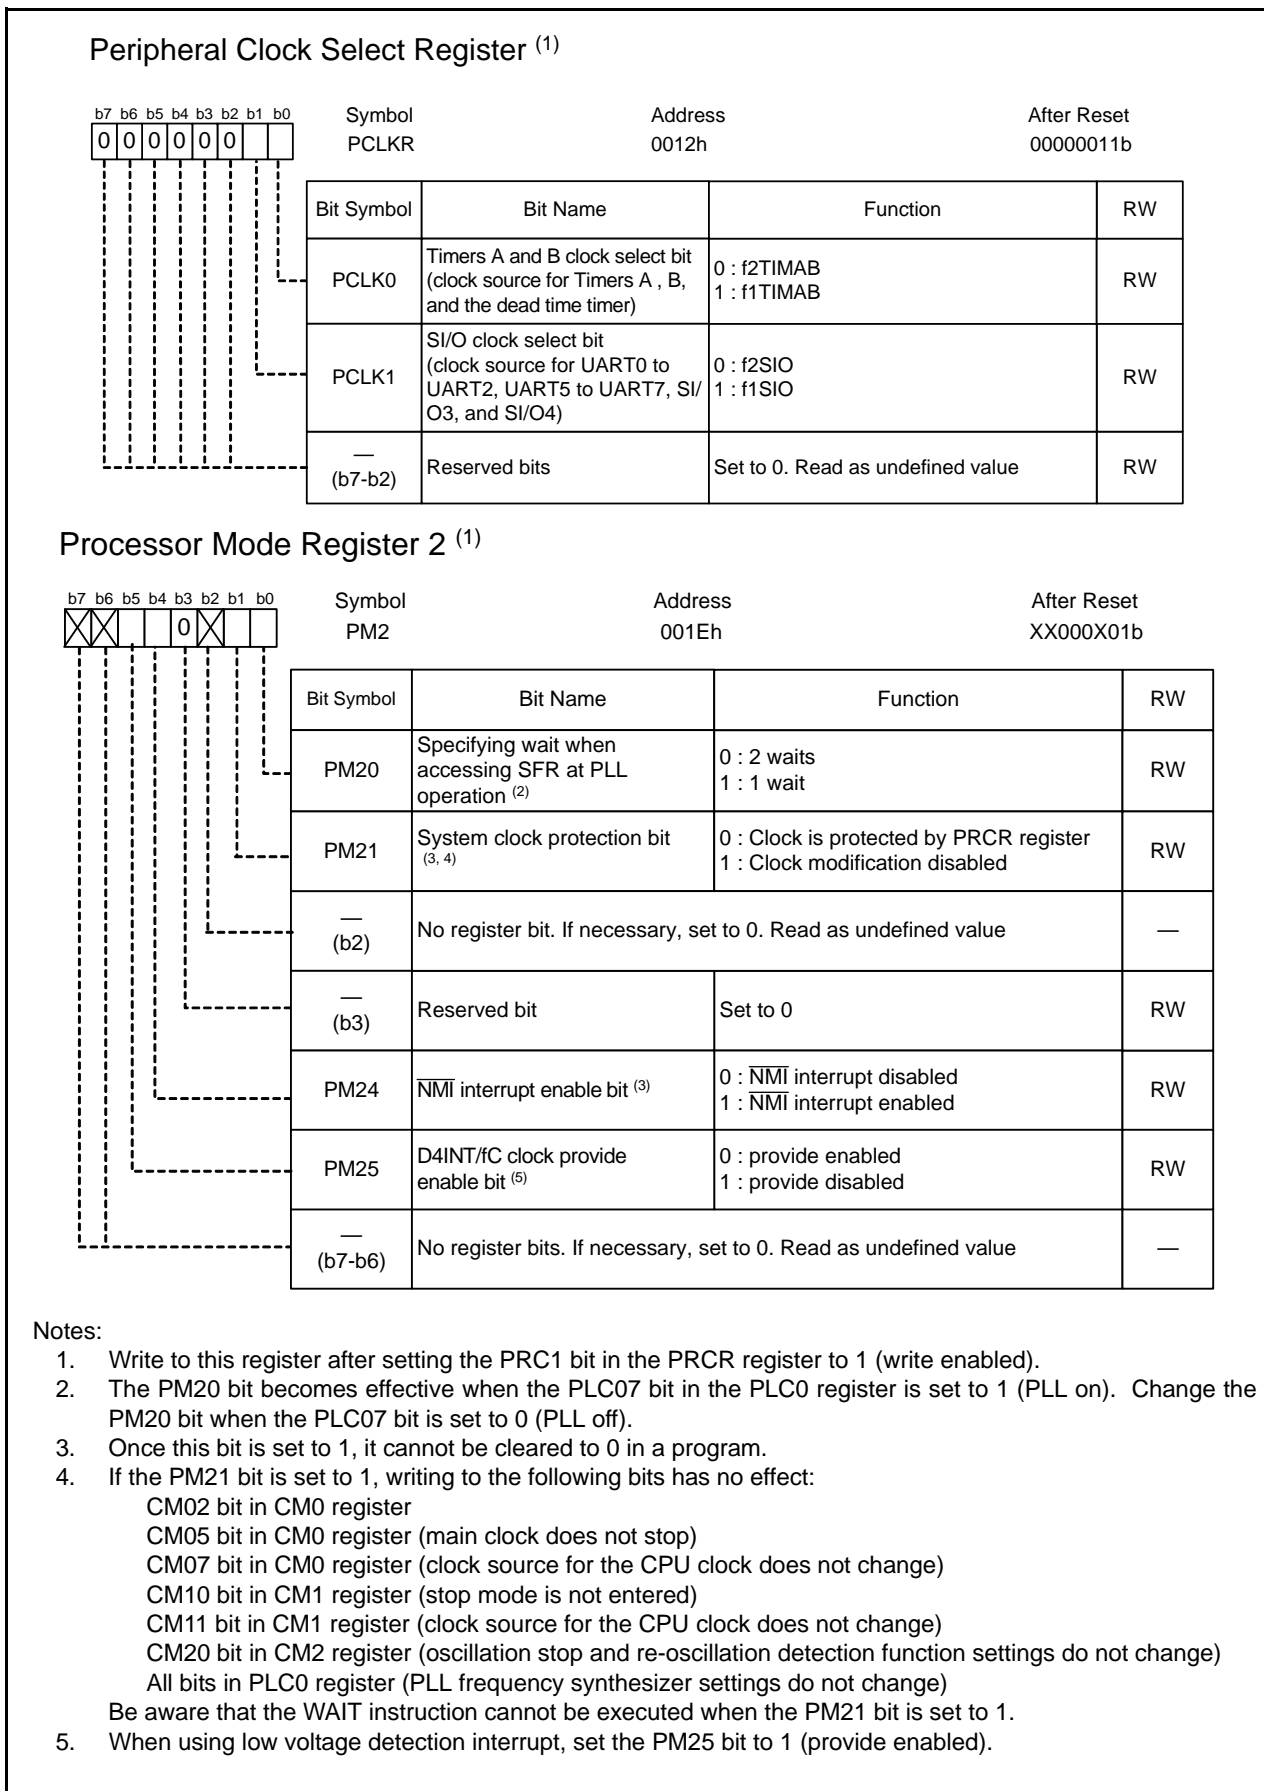 Peripheral Clock Select Register (1)
b7 b6 b5 b4 b3 b2 b1 b0
0 0 0 0 0 0
Symbol Address After Reset
PCLKR 0012h 00000011b
Bit Symbol Bit Name Function RW
PCLK0
Timers A and B clock select bit
(clock source for Timers A , B,
and the dead time timer)
0 : f2TIMAB
1 : f1TIMAB
RW
PCLK1
SI/O clock select bit
(clock source for UART0 to
UART2, UART5 to UART7, SI/
O3, and SI/O4)
0 : f2SIO
1 : f1SIO
RW
—
(b7-b2)
Reserved bits
Set to 0. Read as undefined value
RW
Processor Mode Register 2 (1)
b7 b6 b5 b4 b3 b2 b1 b0
0
Symbol Address After Reset
PM2 001Eh XX000X01b
Bit Symbol Bit Name Function RW
PM20
Specifying wait when
accessing SFR at PLL
operation (2)
0 : 2 waits
1 : 1 wait
RW
PM21
System clock protection bit
(3, 4)
0 : Clock is protected by PRCR register
1 : Clock modification disabled
RW
—
(b2)
No register bit. If necessary, set to 0. Read as undefined value
—
—
(b3)
Reserved bit
Set to 0
RW
PM24
N̅M̅I̅ interrupt enable bit (3)
0 : N̅M̅I̅ interrupt disabled
1 : N̅M̅I̅ interrupt enabled
RW
PM25
D4INT/fC clock provide
enable bit (5)
0 : provide enabled
1 : provide disabled
RW
—
(b7-b6)
No register bits. If necessary, set to 0. Read as undefined value
—
Notes:
1. Write to this register after setting the PRC1 bit in the PRCR register to 1 (write enabled).
2. The PM20 bit becomes effective when the PLC07 bit in the PLC0 register is set to 1 (PLL on). Change the
PM20 bit when the PLC07 bit is set to 0 (PLL off).
3. Once this bit is set to 1, it cannot be cleared to 0 in a program.
4. If the PM21 bit is set to 1, writing to the following bits has no effect:
CM02 bit in CM0 register
CM05 bit in CM0 register (main clock does not stop)
CM07 bit in CM0 register (clock source for the CPU clock does not change)
CM10 bit in CM1 register (stop mode is not entered)
CM11 bit in CM1 register (clock source for the CPU clock does not change)
CM20 bit in CM2 register (oscillation stop and re-oscillation detection function settings do not change)
All bits in PLC0 register (PLL frequency synthesizer settings do not change)
Be aware that the WAIT instruction cannot be executed when the PM21 bit is set to 1.
5. When using low voltage detection interrupt, set the PM25 bit to 1 (provide enabled).